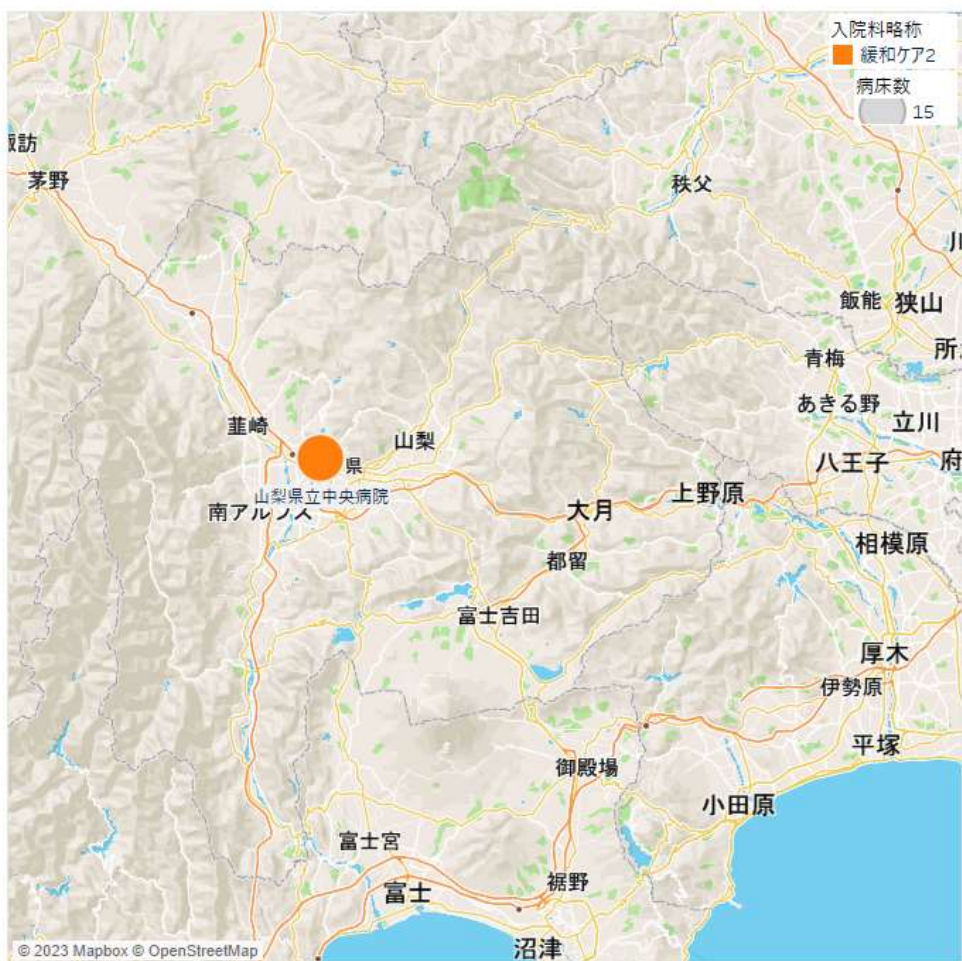 入院料略称
緩和ケア2
病床数
15
諏訪
茅野
秩父
川
飯能
狭山
所
青梅
あきる野
立川
韮崎
山梨
八王子
府
県
山梨県立中央病院
南アルプス
大月
上野原
相模原
都留
富士吉田
厚木
伊勢原
平塚
御殿場
小田原
富士宮
裾野
富士
沼津
© 2023 Mapbox © OpenStreetMap